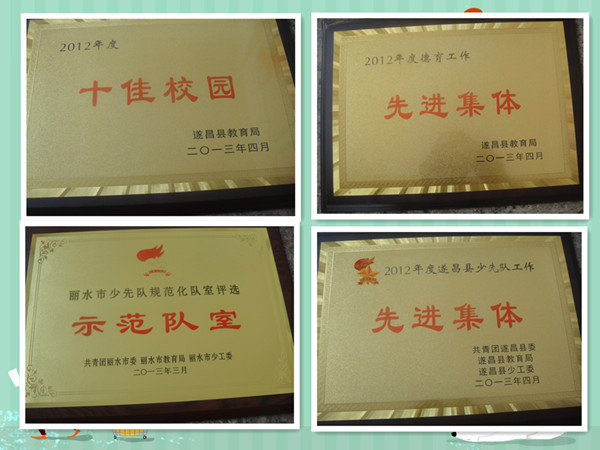 2012年度
十佳校园
遂昌县教育局
二〇一三年四月
2012年度德育工作
先进集体
遂昌县教育局
二〇一三年四月
丽水市少先队规范化队室评选
示范队室
共青团丽水市委 丽水市教育局 丽水市少工委
二〇一三年三月
2012年度遂昌县少先队工作
先进集体
共青团遂昌县委
遂昌县教育局
遂昌县少工委
二〇一三年四月